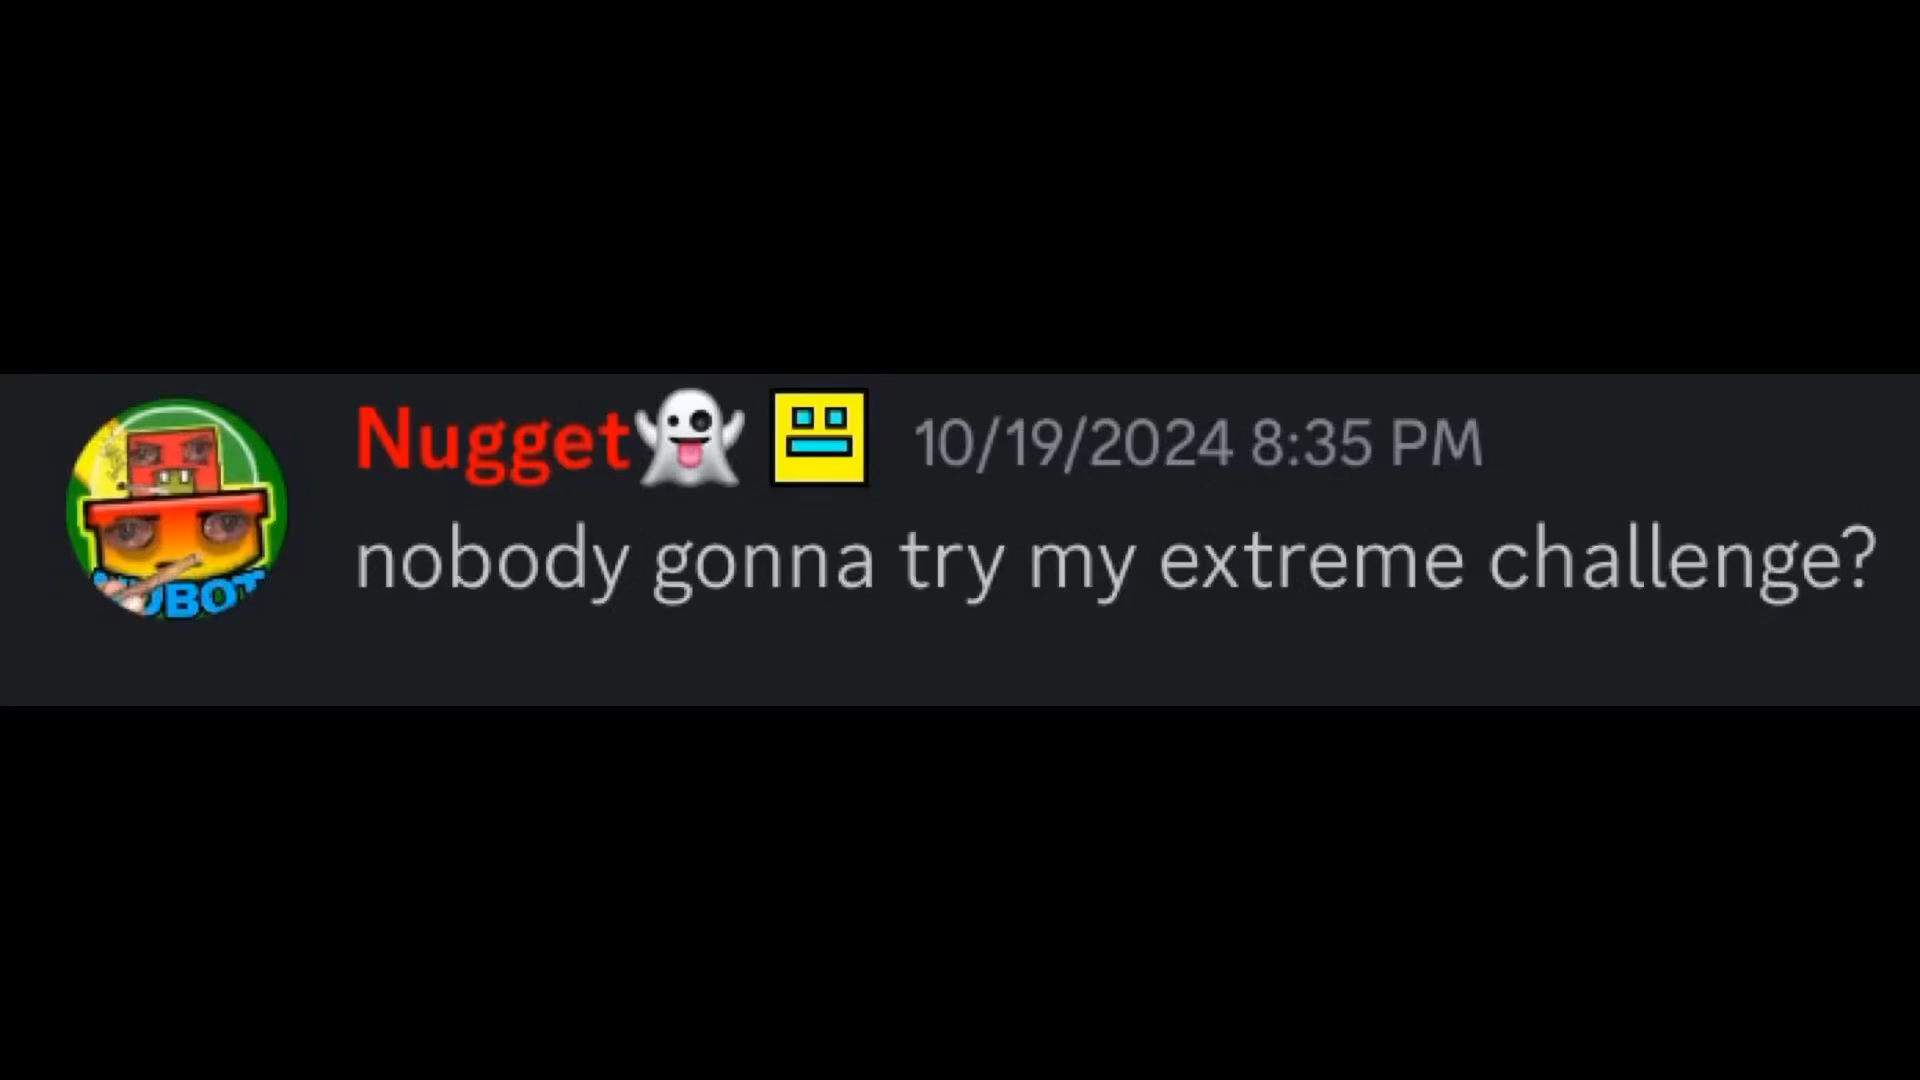 Nugget👻 10/19/2024 8:35 PM
nobody gonna try my extreme challenge?